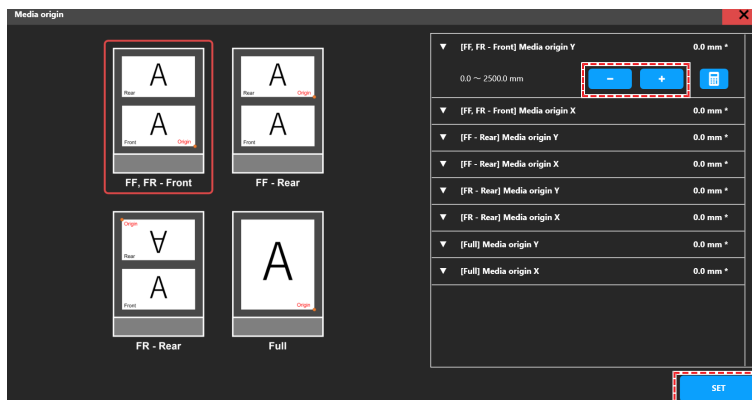 Media origin
A
Rear
A
Front
Origin
FF, FR - Front
A
Rear
Origin
A
Front
FF - Rear
Origin
A
Rear
A
Front
FR - Rear
A
Origin
Full
▼ [FF, FR - Front] Media origin Y 0.0 mm *
0.0 ~ 2500.0 mm - +
▼ [FF, FR - Front] Media origin X 0.0 mm *
▼ [FF - Rear] Media origin Y 0.0 mm *
▼ [FF - Rear] Media origin X 0.0 mm *
▼ [FR - Rear] Media origin Y 0.0 mm *
▼ [FR - Rear] Media origin X 0.0 mm *
▼ [Full] Media origin Y 0.0 mm *
▼ [Full] Media origin X 0.0 mm *
SET